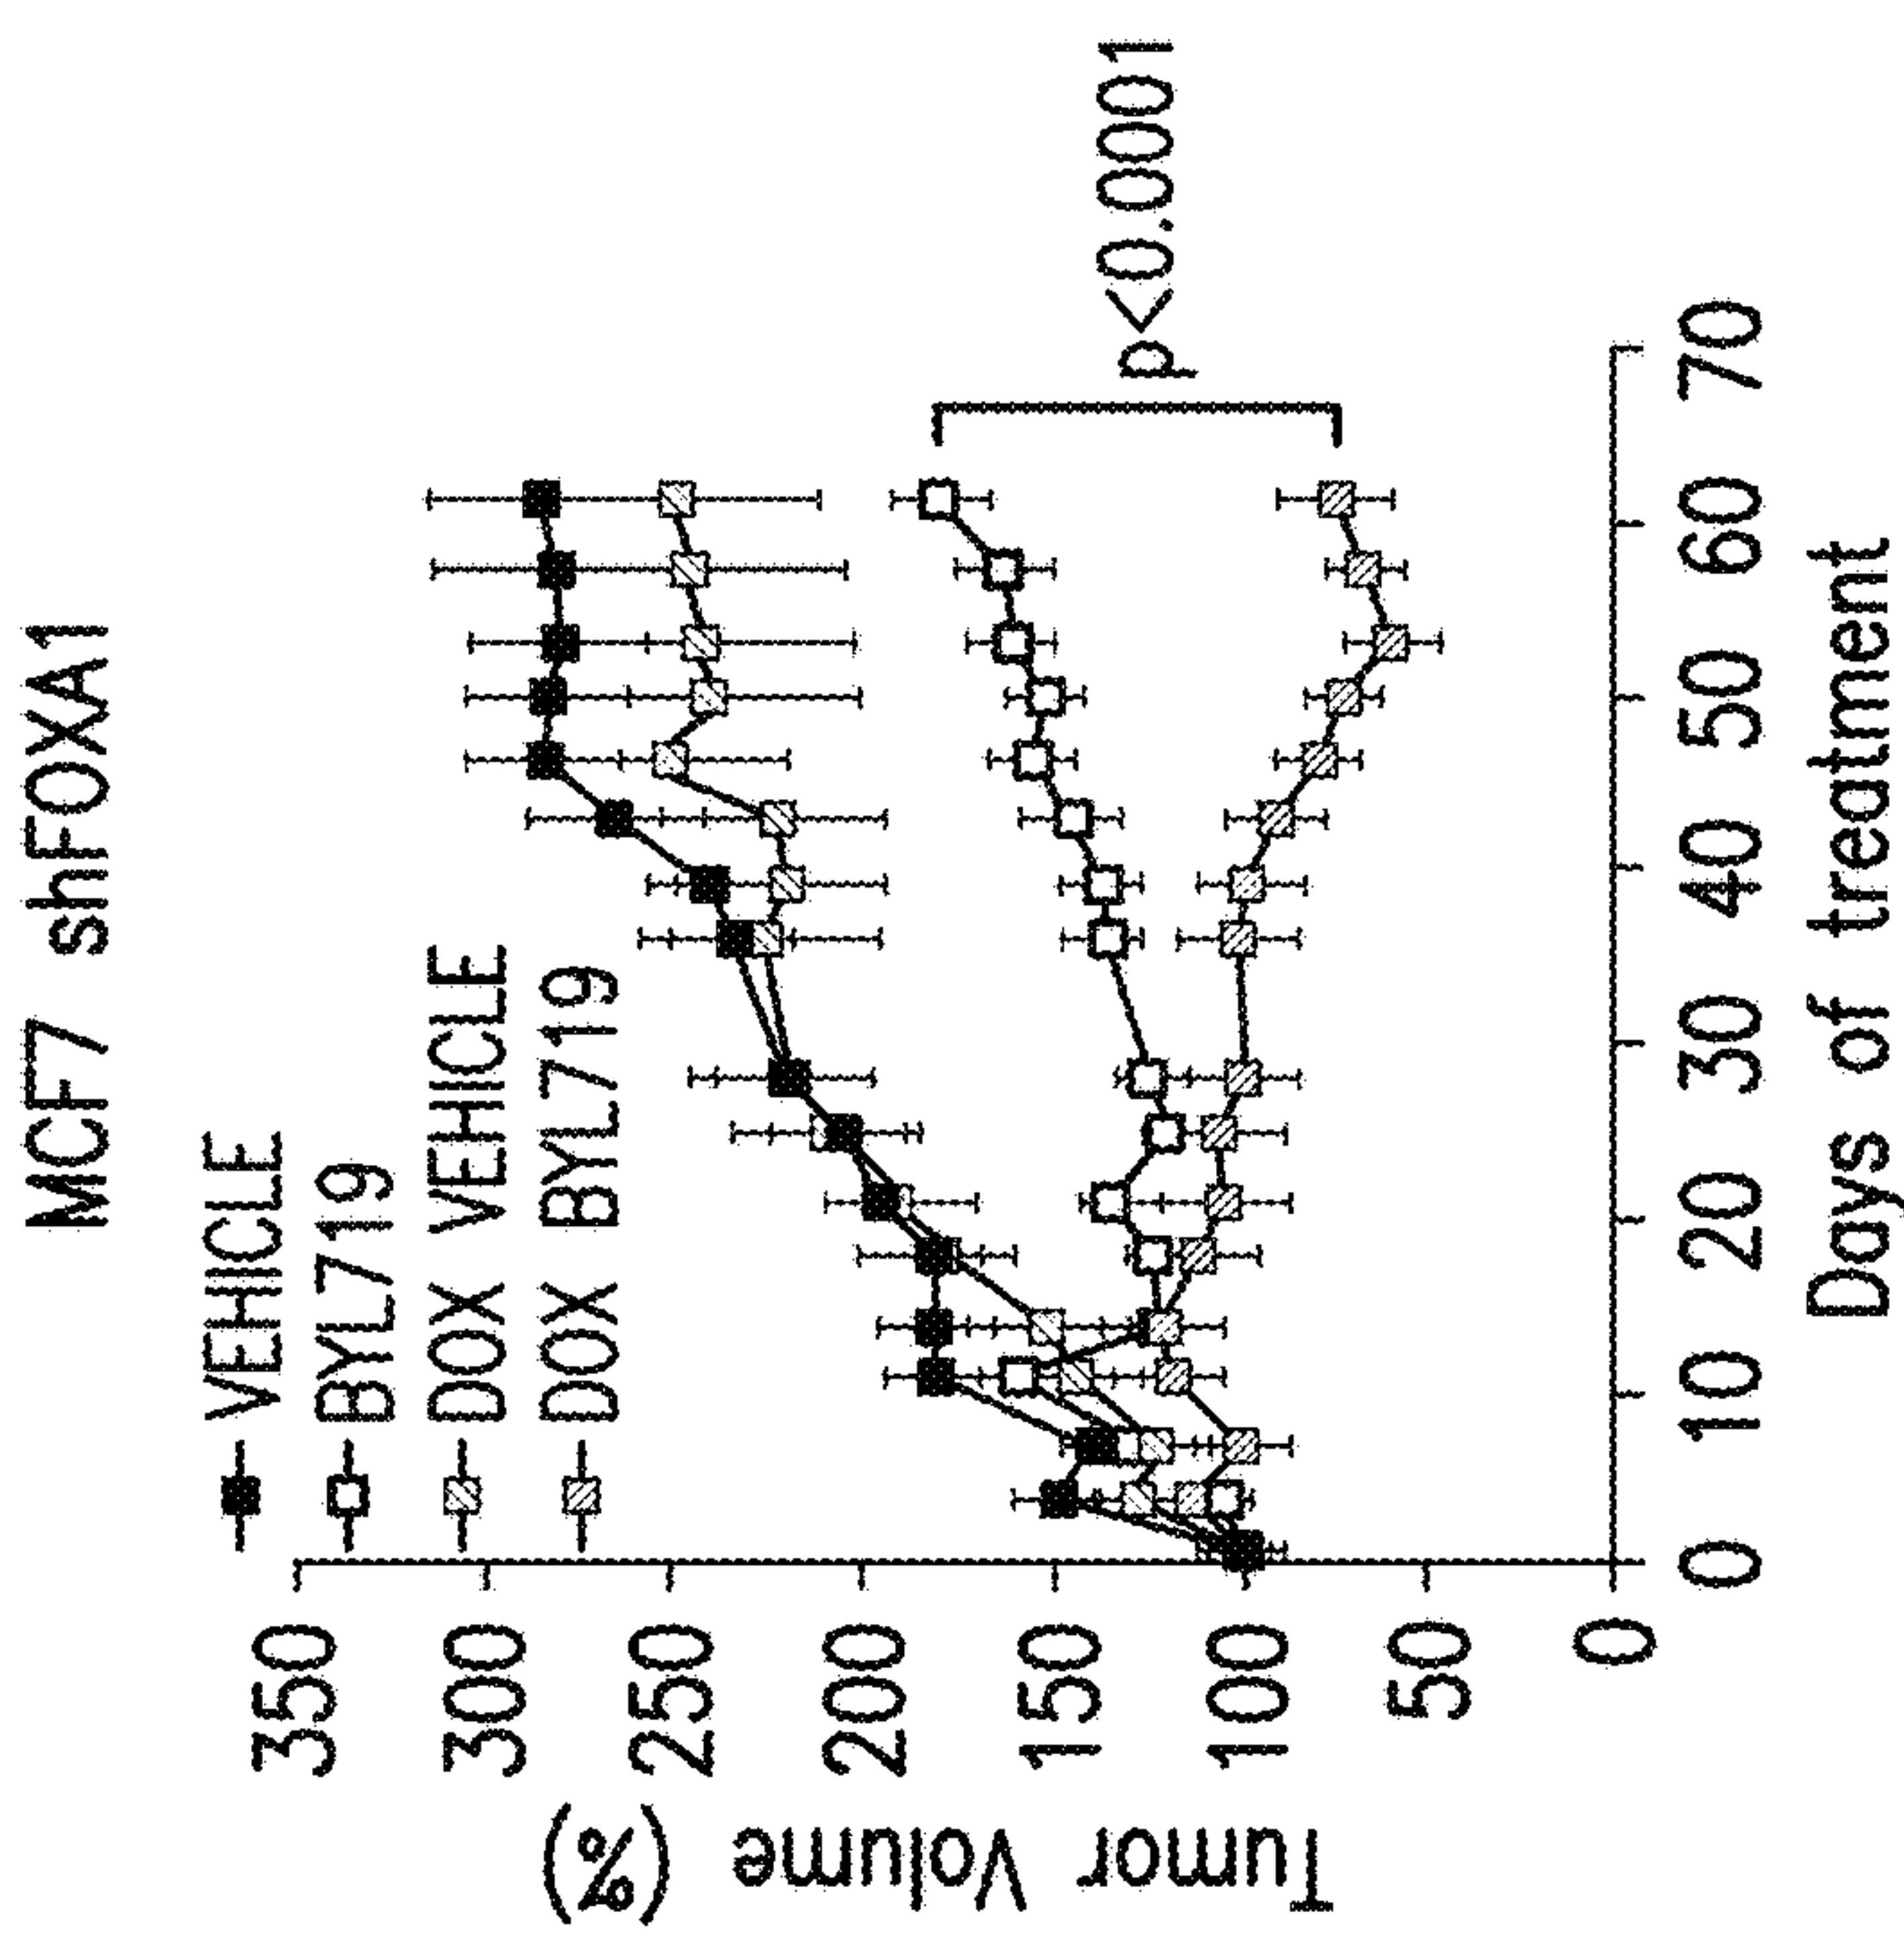 MCF7 shFOXA1
VEHICLE
BYL719
DOX VEHICLE
DOX BYL719
Tumor Volume (%)
350
300
250
200
150
100
50
0
p<0.0001
0 10 20 30 40 50 60 70
Days of treatment